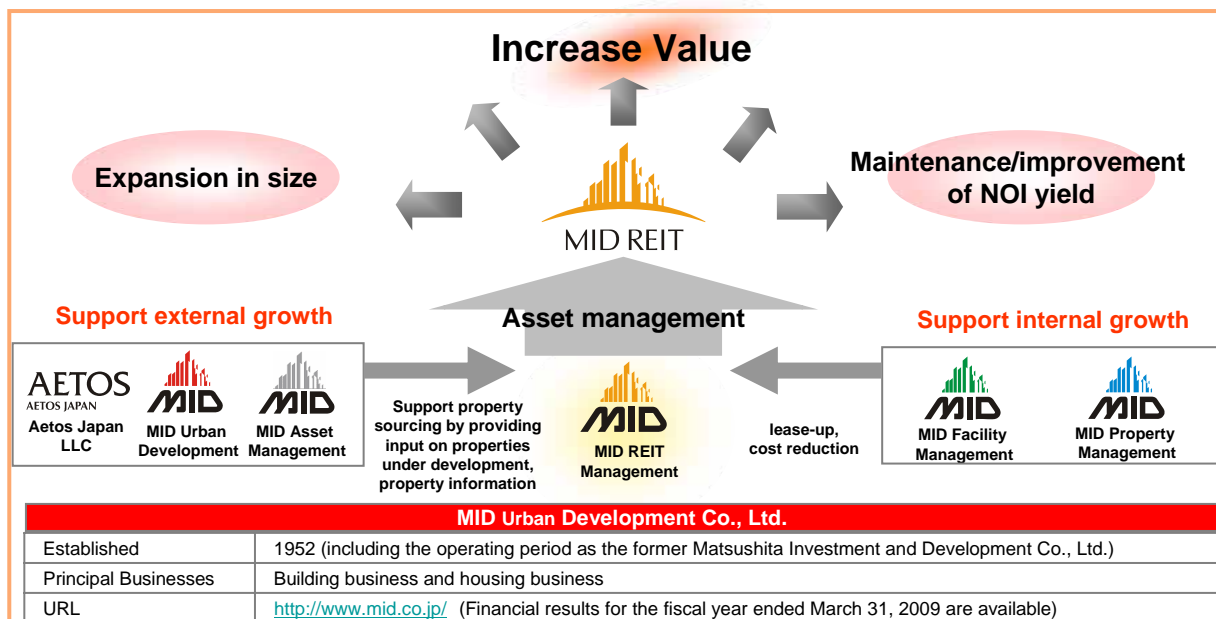 Increase Value
Expansion in size
Maintenance/improvement
of NOI yield
MID REIT
Asset management
Support external growth
Support internal growth
AETOS
AETOS JAPAN
Aetos Japan
LLC
MID
MID Urban
Development
MID
MID Asset
Management
Support property
sourcing by providing
input on properties
under development,
property information
MID
MID REIT
Management
lease-up,
cost reduction
MID
MID Facility
Management
MID
MID Property
Management
MID Urban Development Co., Ltd.
Established 1952 (including the operating period as the former Matsushita Investment and Development Co., Ltd.)
Principal Businesses Building business and housing business
URL http://www.mid.co.jp/ (Financial results for the fiscal year ended March 31, 2009 are available)